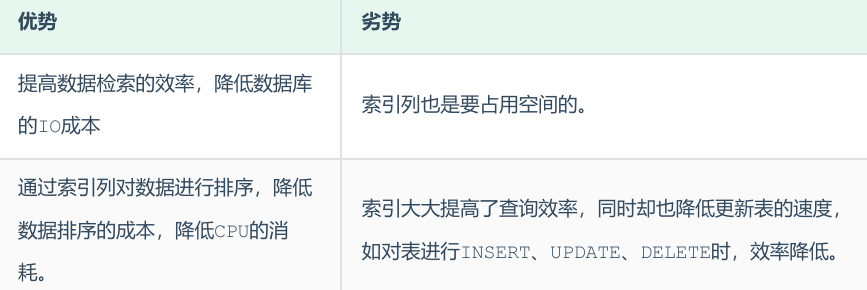 优势
劣势
提高数据检索的效率，降低数据库
的IO成本
索引列也是要占用空间的。
通过索引列对数据进行排序，降低
数据排序的成本，降低CPU的消
耗。
索引大大提高了查询效率，同时却也降低更新表的速度，
如对表进行INSERT、UPDATE、DELETE时，效率降低。